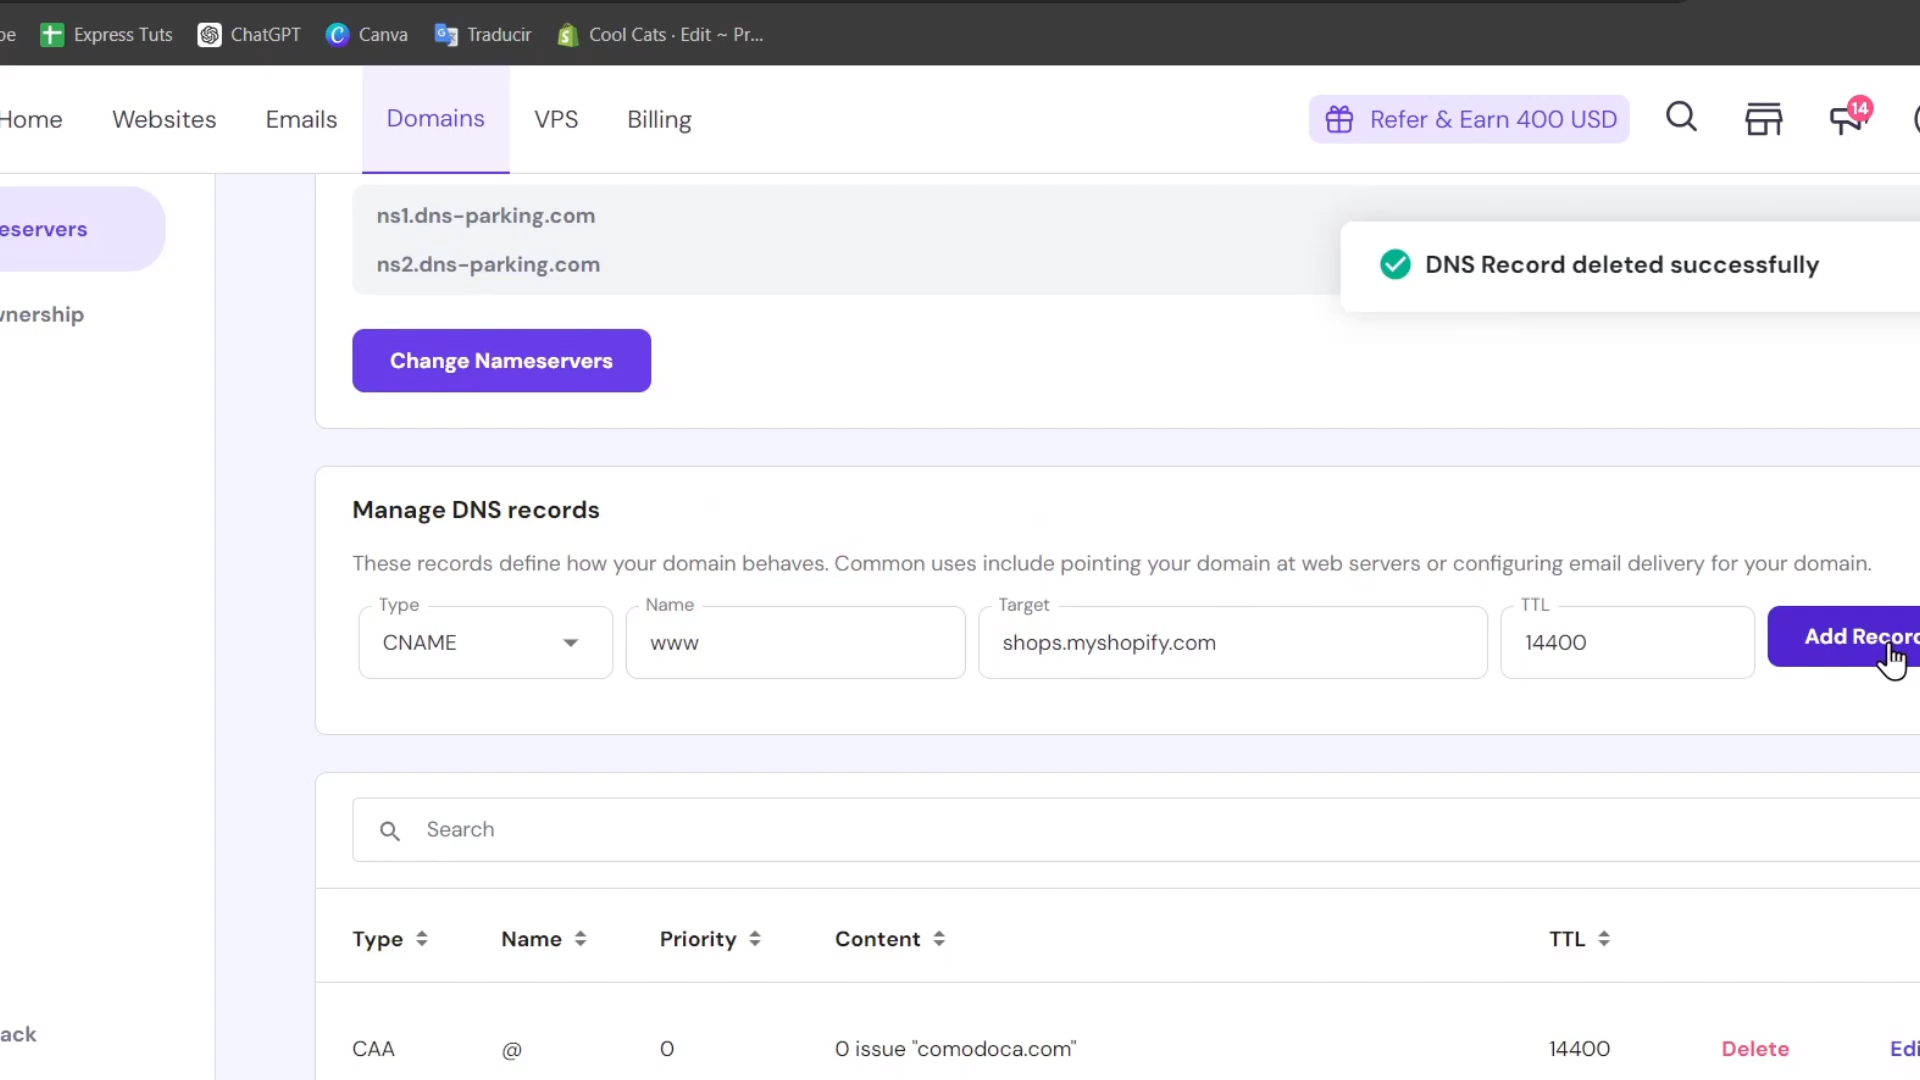 be Express Tuts ChatGPT Canva Traducir Cool Cats · Edit ~ Pr...
Home Websites Emails Domains VPS Billing Refer & Earn 400 USD 14
eservers
wnership
ns1.dns-parking.com
ns2.dns-parking.com
DNS Record deleted successfully
Change Nameservers
Manage DNS records
These records define how your domain behaves. Common uses include pointing your domain at web servers or configuring email delivery for your domain.
Type Name Target TTL
CNAME www shops.myshopify.com 14400 Add Record
Search
Type Name Priority Content TTL
CAA @ 0 0 issue "comodoca.com" 14400 Delete Edi
ack